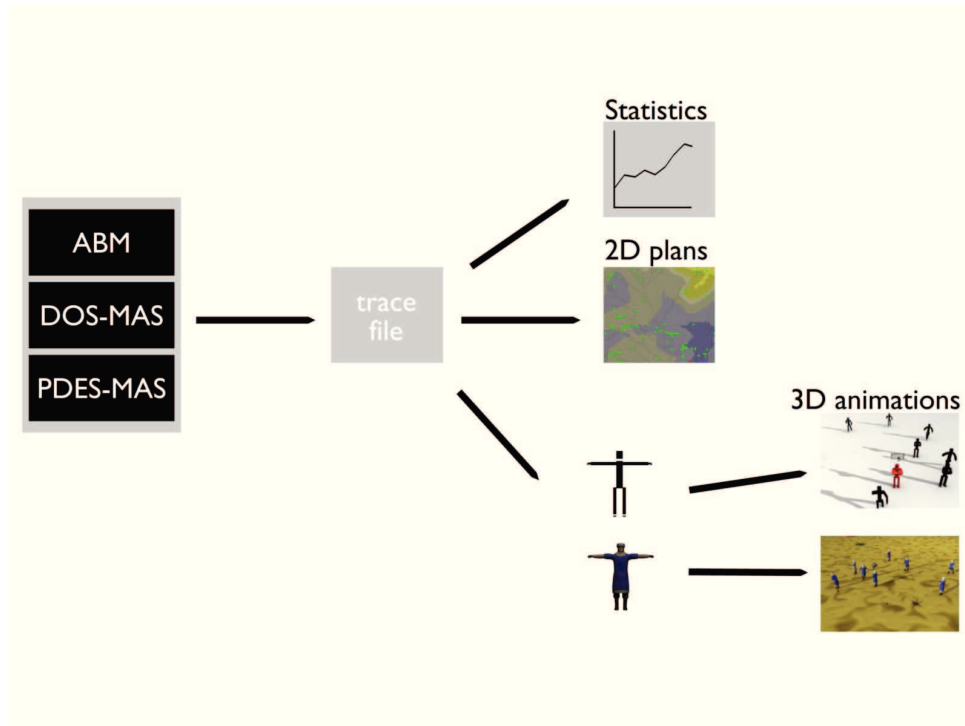 ABM
DOS-MAS
PDES-MAS
trace
file
Statistics
2D plans
3D animations